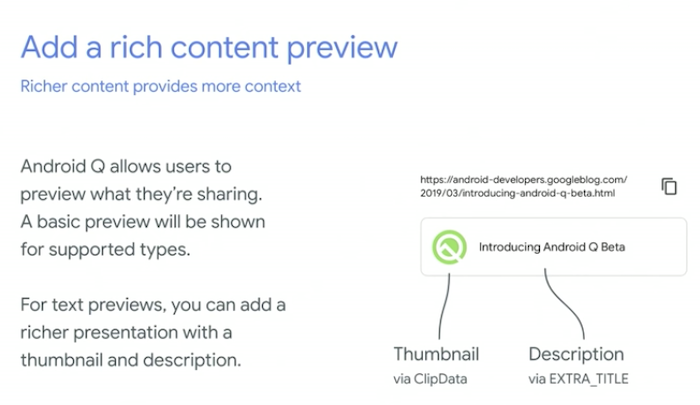 Add a rich content preview
Richer content provides more context
Android Q allows users to
preview what they're sharing.
A basic preview will be shown
for supported types.
For text previews, you can add a
richer presentation with a
thumbnail and description.
https://android-developers.googleblog.com/
2019/03/introducing-android-q-beta.html
Introducing Android Q Beta
Thumbnail
via ClipData
Description
via EXTRA_TITLE